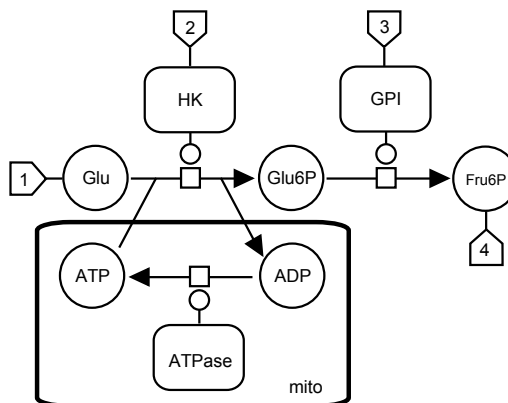 2
3
HK
GPI
1
Glu
Glu6P
Fru6P
4
ATP
ADP
ATPase
mito